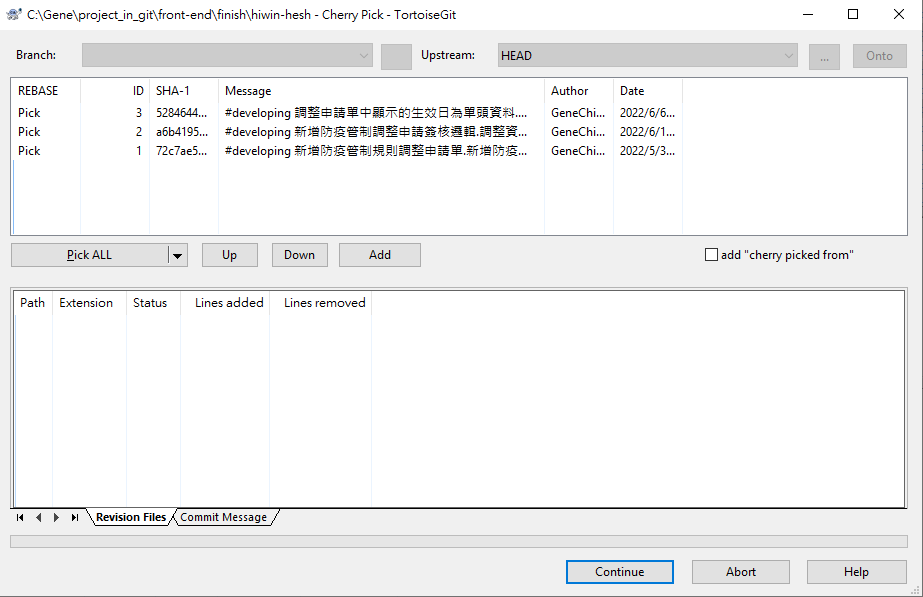 C:\Gene\project_in_git\front-end\finish\hiwin-hesh - Cherry Pick - TortoiseGit
Branch: Upstream: HEAD ... Onto
REBASE ID SHA-1 Message Author Date
Pick 3 5284644... #developing 調整申請單中顯示的生效日為單頭資料.... GeneChi... 2022/6/6...
Pick 2 a6b4195... #developing 新增防疫管制調整申請簽核邏輯.調整資... GeneChi... 2022/6/1...
Pick 1 72c7ae5... #developing 新增防疫管制規則調整申請單.新增防疫... GeneChi... 2022/5/3...
Pick ALL Up Down Add add "cherry picked from"
Path Extension Status Lines added Lines removed
Revision Files Commit Message
Continue Abort Help